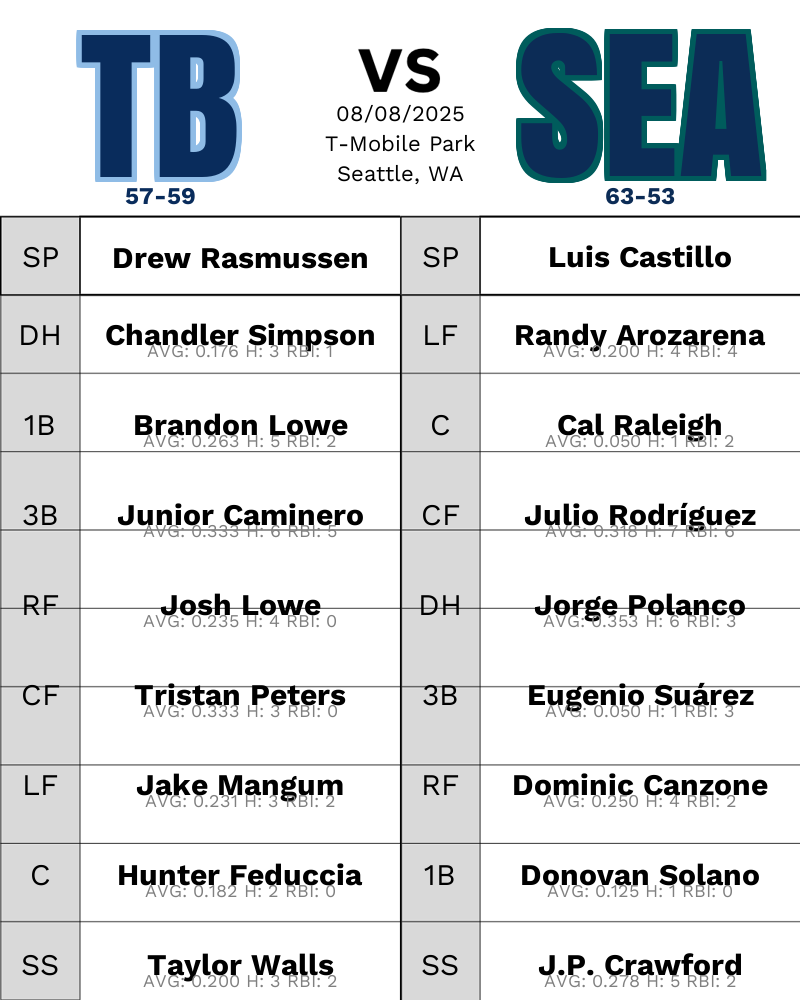 TB
VS
SEA
08/08/2025
T-Mobile Park
Seattle, WA
57-59
63-53
SP Drew Rasmussen SP Luis Castillo
DH Chandler Simpson LF Randy Arozarena
AVG: 0.176 H: 3 RBI: 1 AVG: 0.200 H: 4 RBI: 4
1B Brandon Lowe C Cal Raleigh
AVG: 0.263 H: 5 RBI: 2 AVG: 0.050 H: 1 RBI: 2
3B Junior Caminero CF Julio Rodríguez
AVG: 0.333 H: 6 RBI: 5 AVG: 0.318 H: 7 RBI: 6
RF Josh Lowe DH Jorge Polanco
AVG: 0.235 H: 4 RBI: 0 AVG: 0.353 H: 6 RBI: 3
CF Tristan Peters 3B Eugenio Suárez
AVG: 0.333 H: 3 RBI: 0 AVG: 0.050 H: 1 RBI: 3
LF Jake Mangum RF Dominic Canzone
AVG: 0.231 H: 3 RBI: 2 AVG: 0.250 H: 4 RBI: 2
C Hunter Feduccia 1B Donovan Solano
AVG: 0.182 H: 2 RBI: 0 AVG: 0.125 H: 1 RBI: 0
SS Taylor Walls SS J.P. Crawford
AVG: 0.200 H: 3 RBI: 2 AVG: 0.278 H: 5 RBI: 2